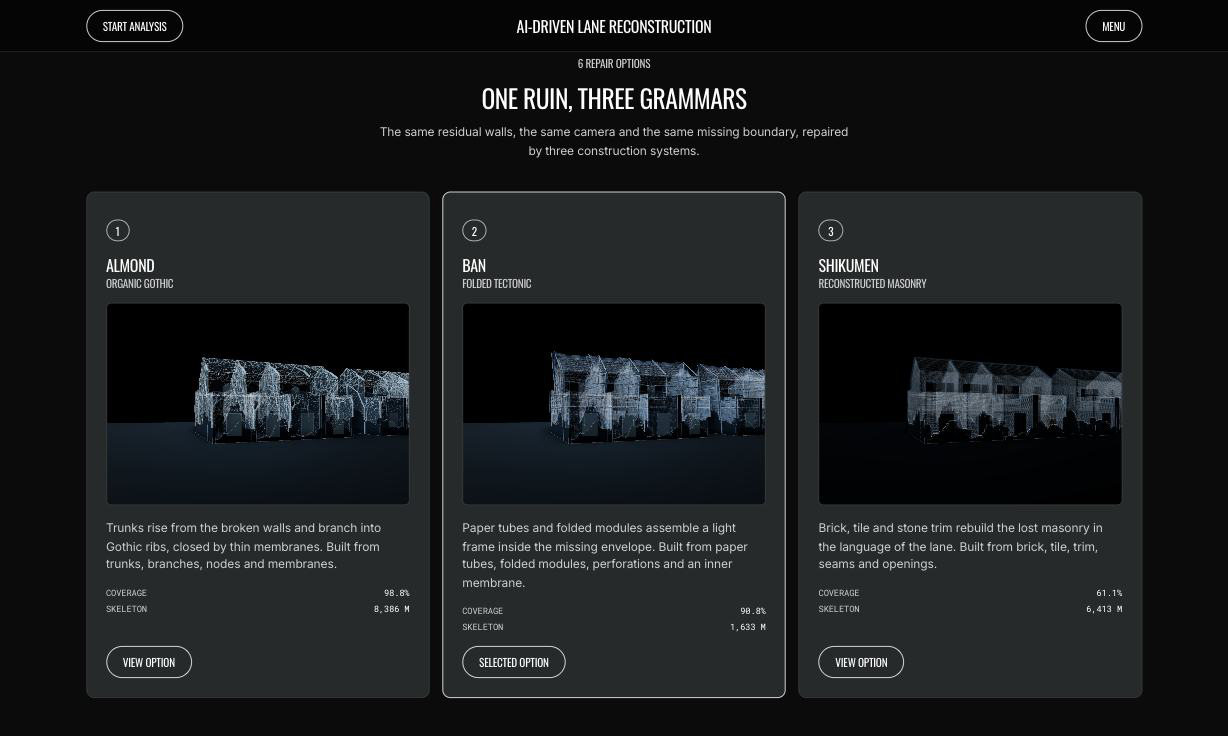 START ANALYSIS
AI-DRIVEN LANE RECONSTRUCTION
MENU
6 REPAIR OPTIONS
ONE RUIN, THREE GRAMMARS
The same residual walls, the same camera and the same missing boundary, repaired
by three construction systems.
1
ALMOND
ORGANIC GOTHIC
Trunks rise from the broken walls and branch into
Gothic ribs, closed by thin membranes. Built from
trunks, branches, nodes and membranes.
COVERAGE 98.8%
SKELETON 8,386 M
VIEW OPTION
2
BAN
FOLDED TECTONIC
Paper tubes and folded modules assemble a light
frame inside the missing envelope. Built from paper
tubes, folded modules, perforations and an inner
membrane.
COVERAGE 90.8%
SKELETON 1,633 M
SELECTED OPTION
3
SHIKUMEN
RECONSTRUCTED MASONRY
Brick, tile and stone trim rebuild the lost masonry in
the language of the lane. Built from brick, tile, trim,
seams and openings.
COVERAGE 61.1%
SKELETON 6,413 M
VIEW OPTION